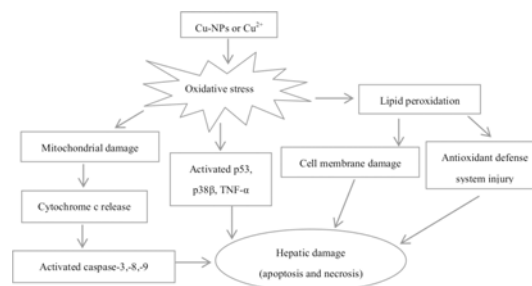 Cu-NPs or Cu²⁺
Oxidative stress
Lipid peroxidation
Mitochondrial damage
Activated p53,
p38β, TNF-α
Cell membrane damage
Antioxidant defense
system injury
Cytochrome c release
Activated caspase-3,-8,-9
Hepatic damage
(apoptosis and necrosis)